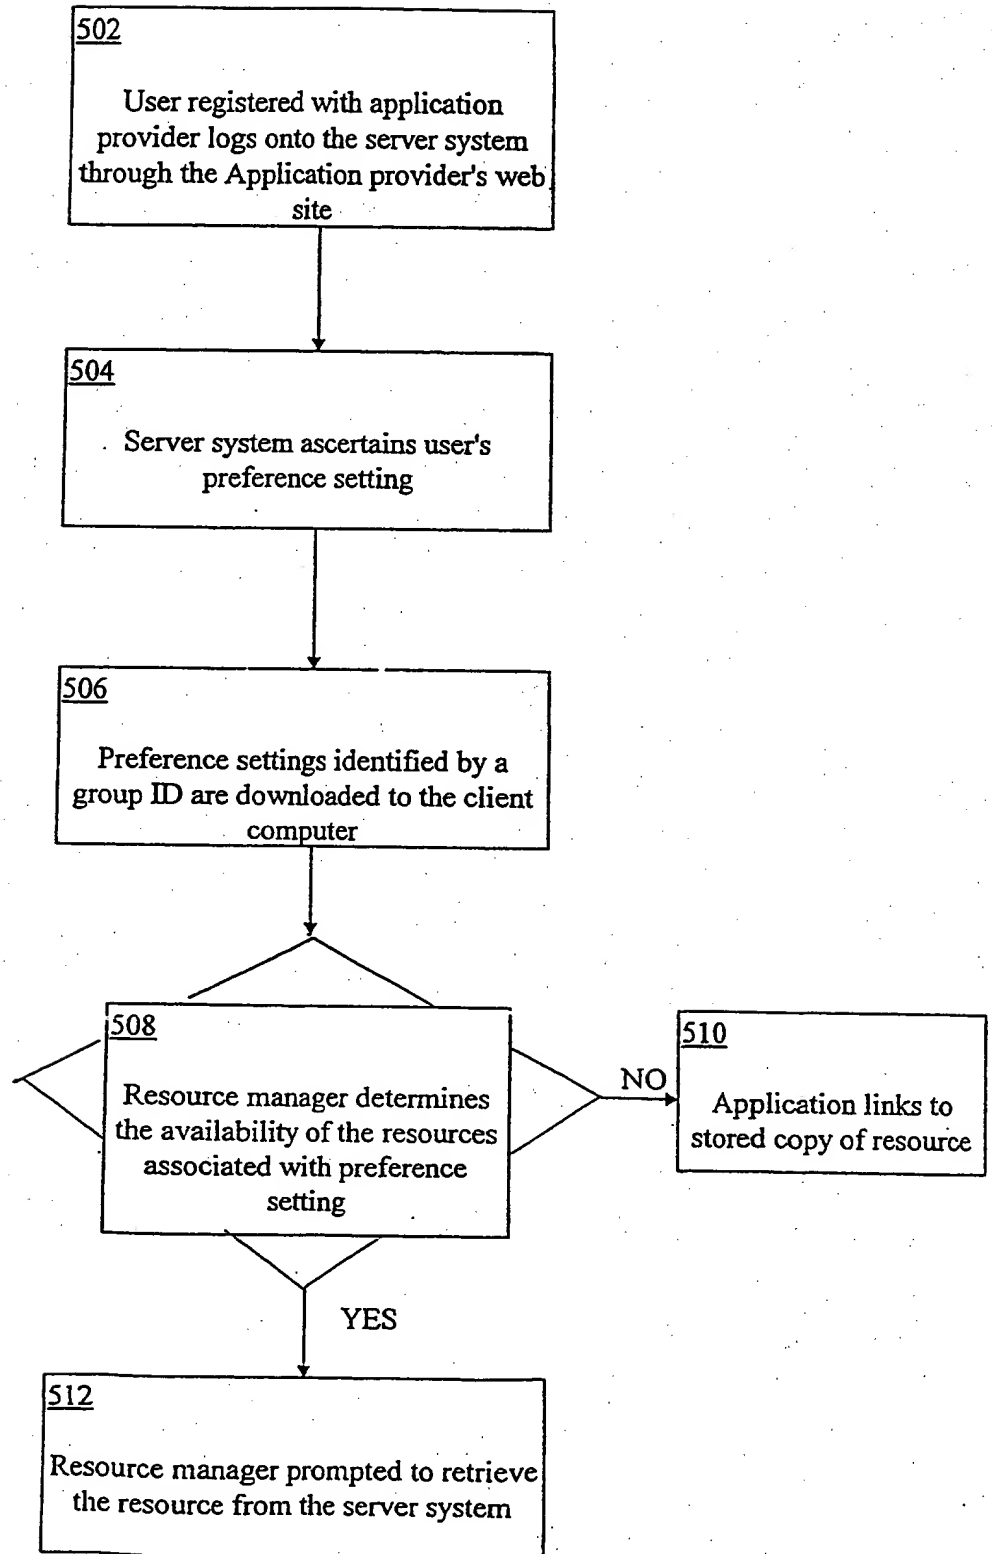 502
User registered with application
provider logs onto the server system
through the Application provider's web
site
504
Server system ascertains user's
preference setting
506
Preference settings identified by a
group ID are downloaded to the client
computer
508
Resource manager determines
the availability of the resources
associated with preference
setting
NO
510
Application links to
stored copy of resource
YES
512
Resource manager prompted to retrieve
the resource from the server system